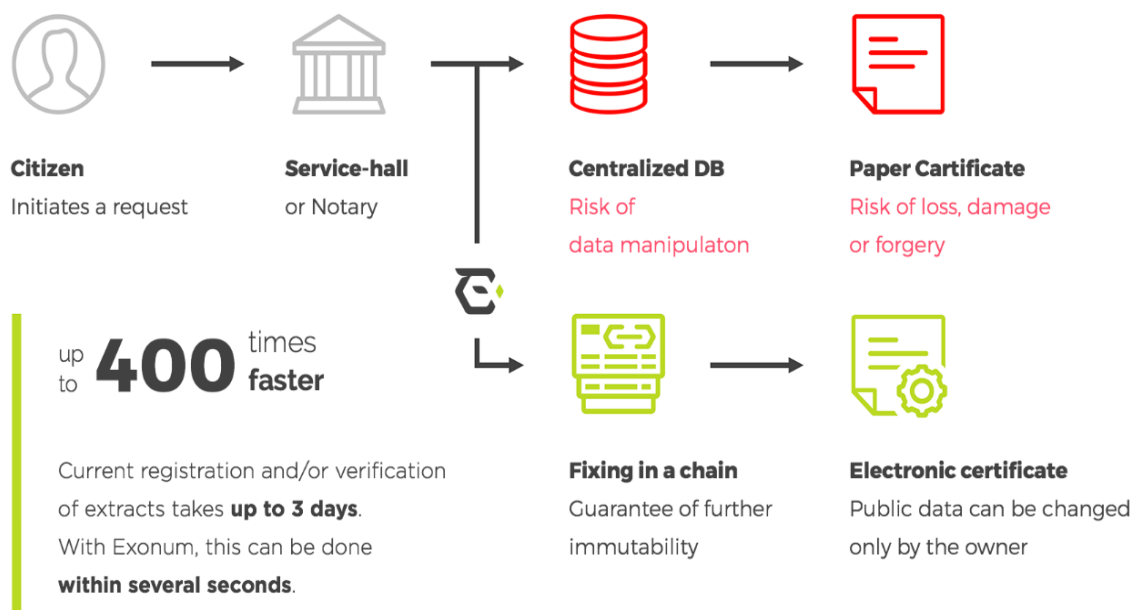 Citizen
Initiates a request
Service-hall
or Notary
Centralized DB
Risk of
data manipulaton
Paper Cartificate
Risk of loss, damage
or forgery
up
to
400
times
faster
Current registration and/or verification
of extracts takes up to 3 days.
With Exonum, this can be done
within several seconds.
Fixing in a chain
Guarantee of further
immutability
Electronic certificate
Public data can be changed
only by the owner